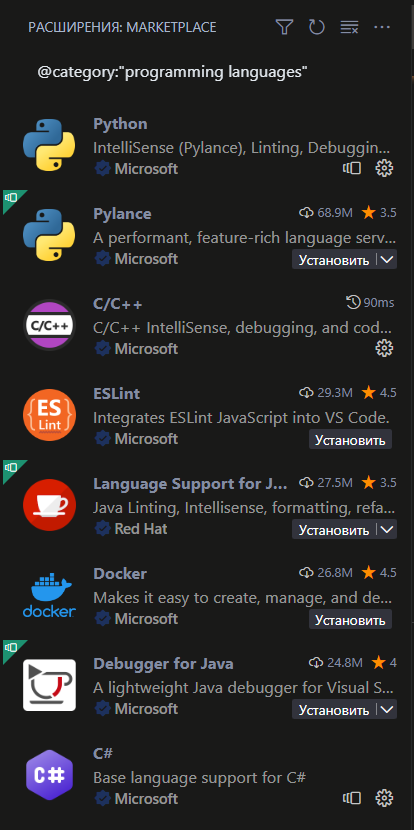 РАСШИРЕНИЯ: MARKETPLACE
@category:"programming languages"
Python
IntelliSense (Pylance), Linting, Debuggin...
Microsoft
Pylance 68.9M 3.5
A performant, feature-rich language serv...
Microsoft Установить
C/C++ 90ms
C/C++
C/C++ IntelliSense, debugging, and cod...
Microsoft
ESLint 29.3M 4.5
ES
Lint
Integrates ESLint JavaScript into VS Code.
Microsoft Установить
Language Support for J... 27.5M 3.5
Java Linting, Intellisense, formatting, refa...
Red Hat Установить
Docker 26.8M 4.5
docker
Makes it easy to create, manage, and de...
Microsoft Установить
Debugger for Java 24.8M 4
A lightweight Java debugger for Visual S...
Microsoft Установить
C#
C#
Base language support for C#
Microsoft